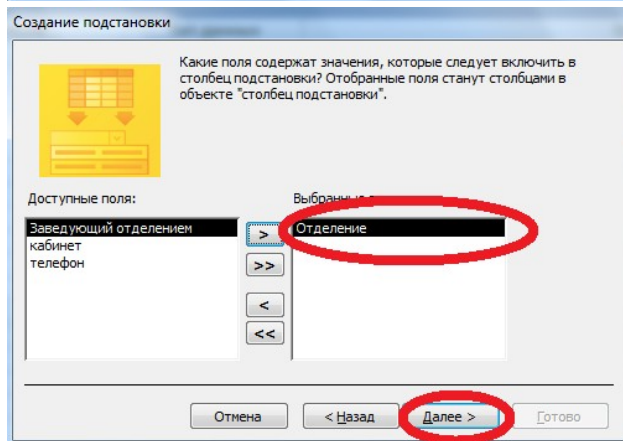 Создание подстановки
Какие поля содержат значения, которые следует включить в
столбец подстановки? Отобранные поля станут столбцами в
объекте "столбец подстановки".
Доступные поля:
Выбранные
Заведующий отделением
кабинет
телефон
>
>>
<
<<
Отделение
Отмена
< Назад
Далее >
Готово